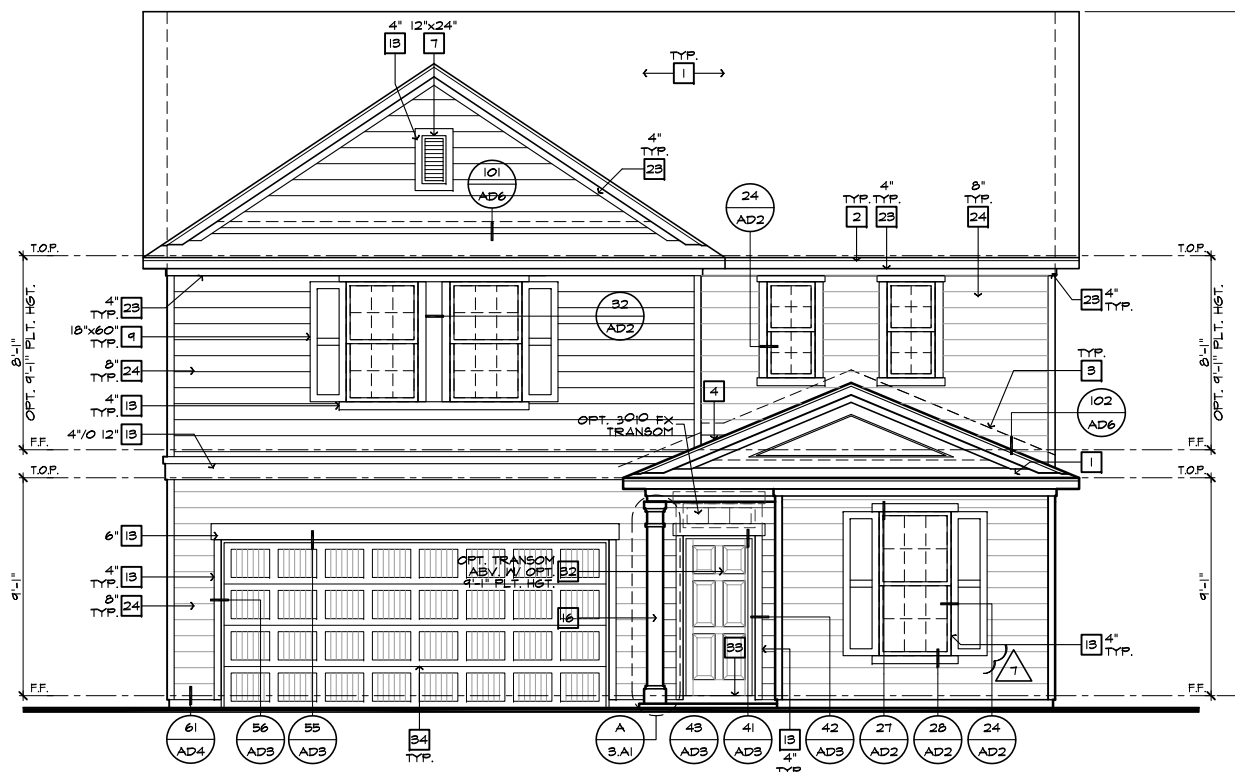 4" 12"x24"
13 7
TYP.
1
4"
TYP.
23
101
AD6
24
AD2
TYP.
2
4"
23
8"
TYP.
24
T.O.P.
T.O.P.
4"
TYP. 23
18"x60"
TYP. 9
8"
TYP. 24
4"
TYP. 13
4"/O 12" 13
8'-1"
OPT. 9'-1" PLT. HGT.
32
AD2
23 4"
TYP.
TYP.
3
4
102
AD6
8'-1"
OPT. 9'-1" PLT. HGT.
OPT. 3010 FX
TRANSOM
F.F.
F.F.
T.O.P.
T.O.P.
1
6" 13
4"
TYP. 13
8"
TYP. 24
9'-1"
OPT. TRANSOM
ABV. W/ OPT.
9'-1" PLT. HGT.
32
16
33
13 4"
TYP.
7
9'-1"
F.F.
F.F.
61
AD4
56
AD3
55
AD3
34
TYP.
A
3.A1
43
AD3
41
AD3
13
4"
TYP.
42
AD3
27
AD2
28
AD2
24
AD2